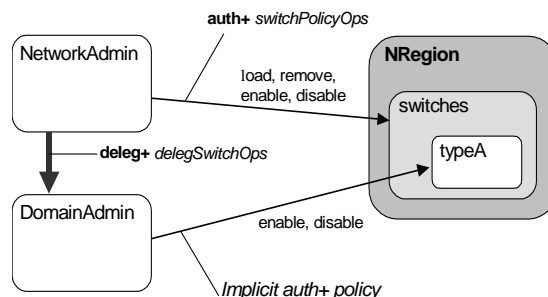 auth+ switchPolicyOps
NetworkAdmin
NRegion
load, remove,
enable, disable
switches
typeA
deleg+ delegSwitchOps
DomainAdmin
enable, disable
Implicit auth+ policy